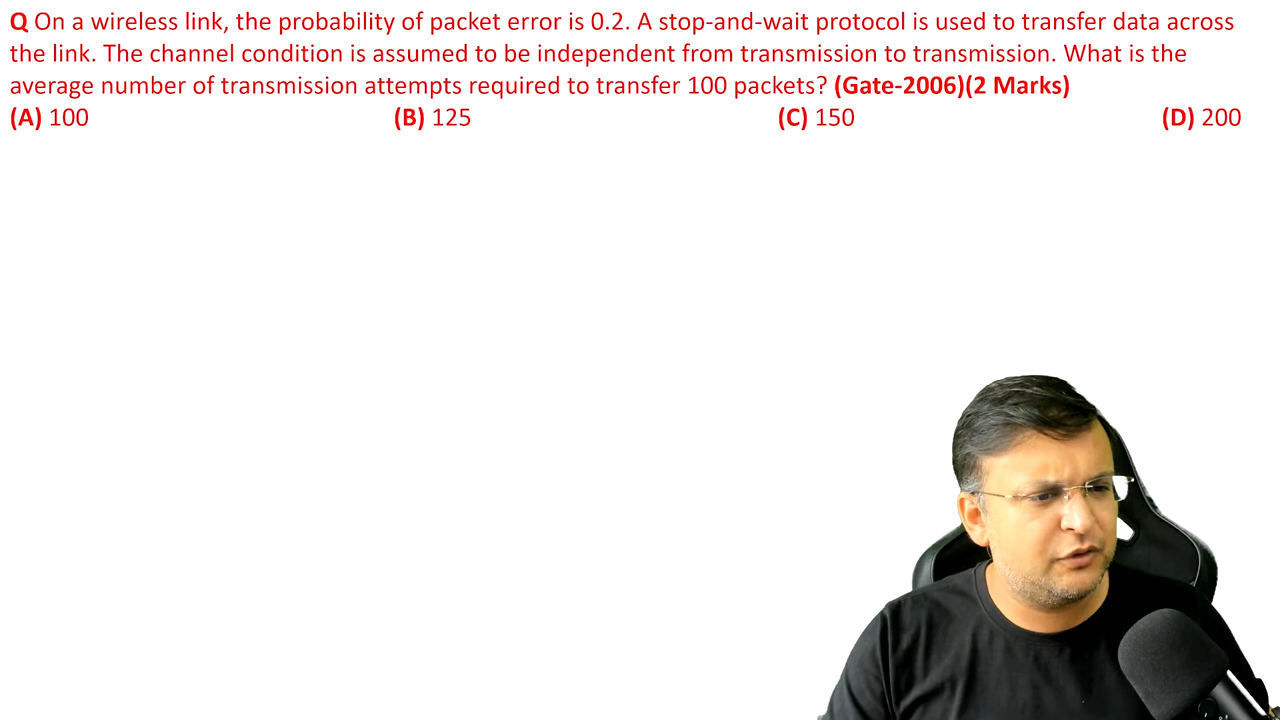 Q On a wireless link, the probability of packet error is 0.2. A stop-and-wait protocol is used to transfer data across
the link. The channel condition is assumed to be independent from transmission to transmission. What is the
average number of transmission attempts required to transfer 100 packets? (Gate-2006)(2 Marks)
(A) 100 (B) 125 (C) 150 (D) 200